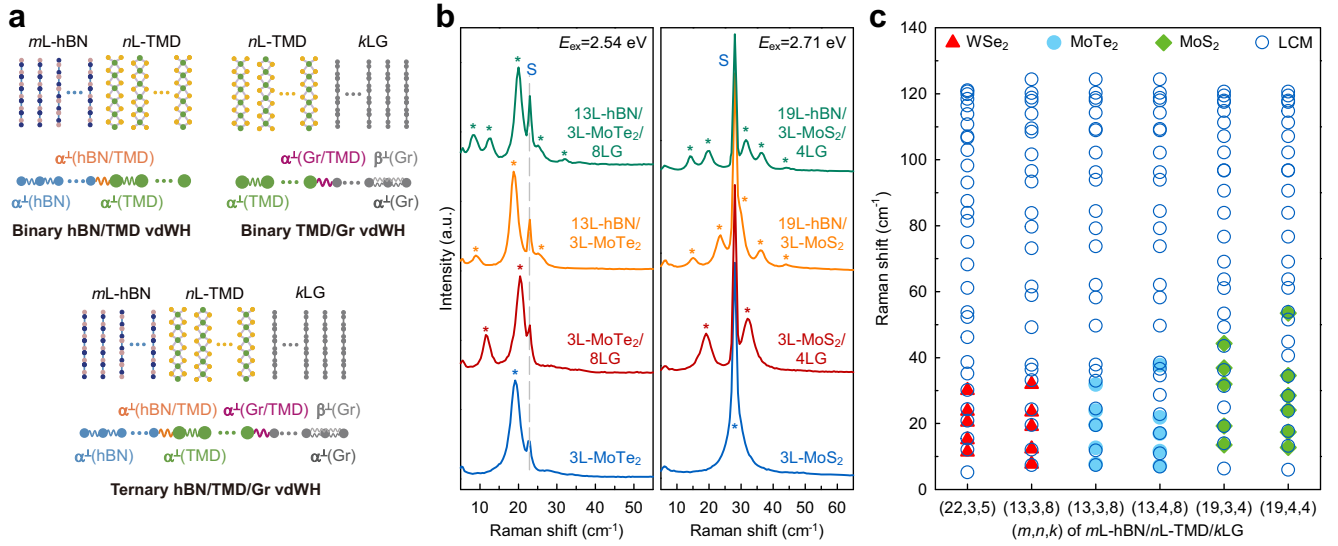 a
mL-hBN nL-TMD nL-TMD kLG
α⊥(hBN/TMD) α⊥(Gr/TMD) β⊥(Gr)
α⊥(hBN) α⊥(TMD) α⊥(TMD) α⊥(Gr)
Binary hBN/TMD vdWH Binary TMD/Gr vdWH
mL-hBN nL-TMD kLG
α⊥(hBN/TMD) α⊥(Gr/TMD) β⊥(Gr)
α⊥(hBN) α⊥(TMD) α⊥(Gr)
Ternary hBN/TMD/Gr vdWH
b
Intensity (a.u.)
Eex=2.54 eV
S
13L-hBN/
3L-MoTe2/
8LG
13L-hBN/
3L-MoTe2
3L-MoTe2/
8LG
3L-MoTe2
10 20 30 40 50
Raman shift (cm-1)
Eex=2.71 eV
S
19L-hBN/
3L-MoS2/
4LG
19L-hBN/
3L-MoS2
3L-MoS2/
4LG
3L-MoS2
10 20 30 40 50 60
Raman shift (cm-1)
c
Raman shift (cm-1)
WSe2 MoTe2 MoS2 LCM
140
120
100
80
60
40
20
0
(22,3,5) (13,3,8) (13,3,8) (13,4,8) (19,3,4) (19,4,4)
(m,n,k) of mL-hBN/nL-TMD/kLG